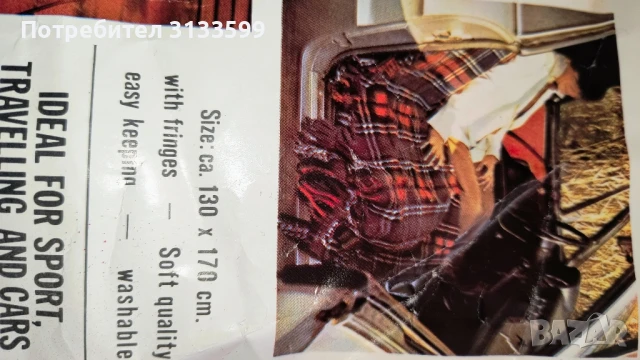 Потребител 3133599
Size: ca. 130 x 170 cm.
with fringes — Soft quality
easy keeping — washable
IDEAL FOR SPORT,
TRAVELLING AND CARS
BAZAR